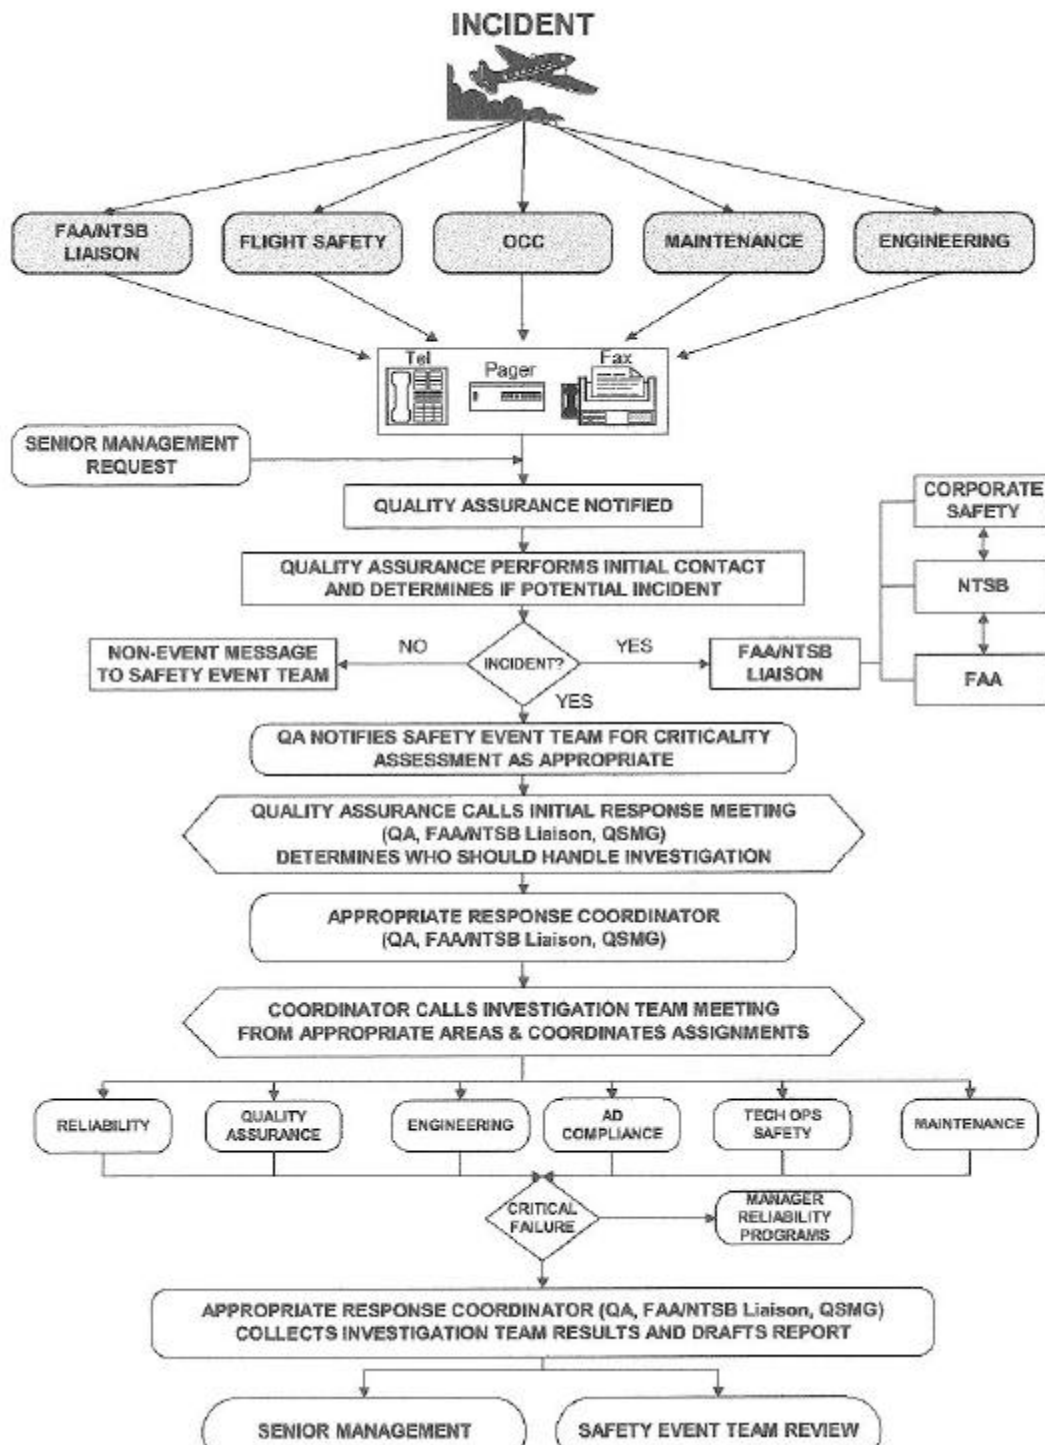 INCIDENT
FAA/NTSB
LIAISON
FLIGHT SAFETY
OCC
MAINTENANCE
ENGINEERING
Tel
Pager
Fax
SENIOR MANAGEMENT
REQUEST
QUALITY ASSURANCE NOTIFIED
CORPORATE
SAFETY
QUALITY ASSURANCE PERFORMS INITIAL CONTACT
AND DETERMINES IF POTENTIAL INCIDENT
NTSB
NON-EVENT MESSAGE
TO SAFETY EVENT TEAM
NO
INCIDENT?
YES
FAA/NTSB
LIAISON
FAA
YES
QA NOTIFIES SAFETY EVENT TEAM FOR CRITICALITY
ASSESSMENT AS APPROPRIATE
QUALITY ASSURANCE CALLS INITIAL RESPONSE MEETING
(QA, FAA/NTSB Liaison, QSMG)
DETERMINES WHO SHOULD HANDLE INVESTIGATION
APPROPRIATE RESPONSE COORDINATOR
(QA, FAA/NTSB Liaison, QSMG)
COORDINATOR CALLS INVESTIGATION TEAM MEETING
FROM APPROPRIATE AREAS & COORDINATES ASSIGNMENTS
RELIABILITY
QUALITY
ASSURANCE
ENGINEERING
AD
COMPLIANCE
TECH OPS
SAFETY
MAINTENANCE
CRITICAL
FAILURE
MANAGER
RELIABILITY
PROGRAMS
APPROPRIATE RESPONSE COORDINATOR (QA, FAA/NTSB Liaison, QSMG)
COLLECTS INVESTIGATION TEAM RESULTS AND DRAFTS REPORT
SENIOR MANAGEMENT
SAFETY EVENT TEAM REVIEW